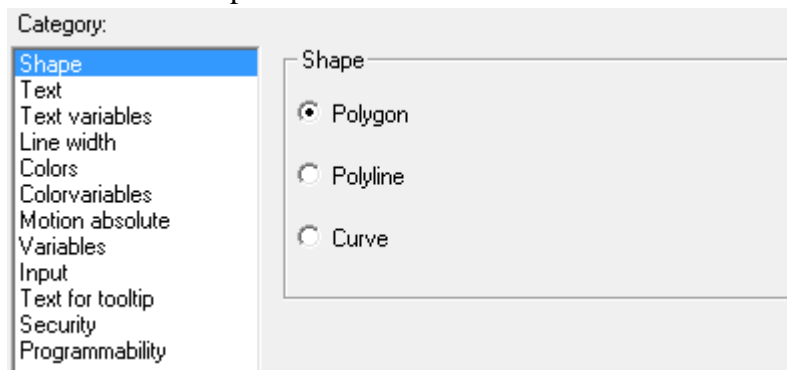 Category:
Shape
Text
Text variables
Line width
Colors
Colorvariables
Motion absolute
Variables
Input
Text for tooltip
Security
Programmability
Shape
Polygon
Polyline
Curve